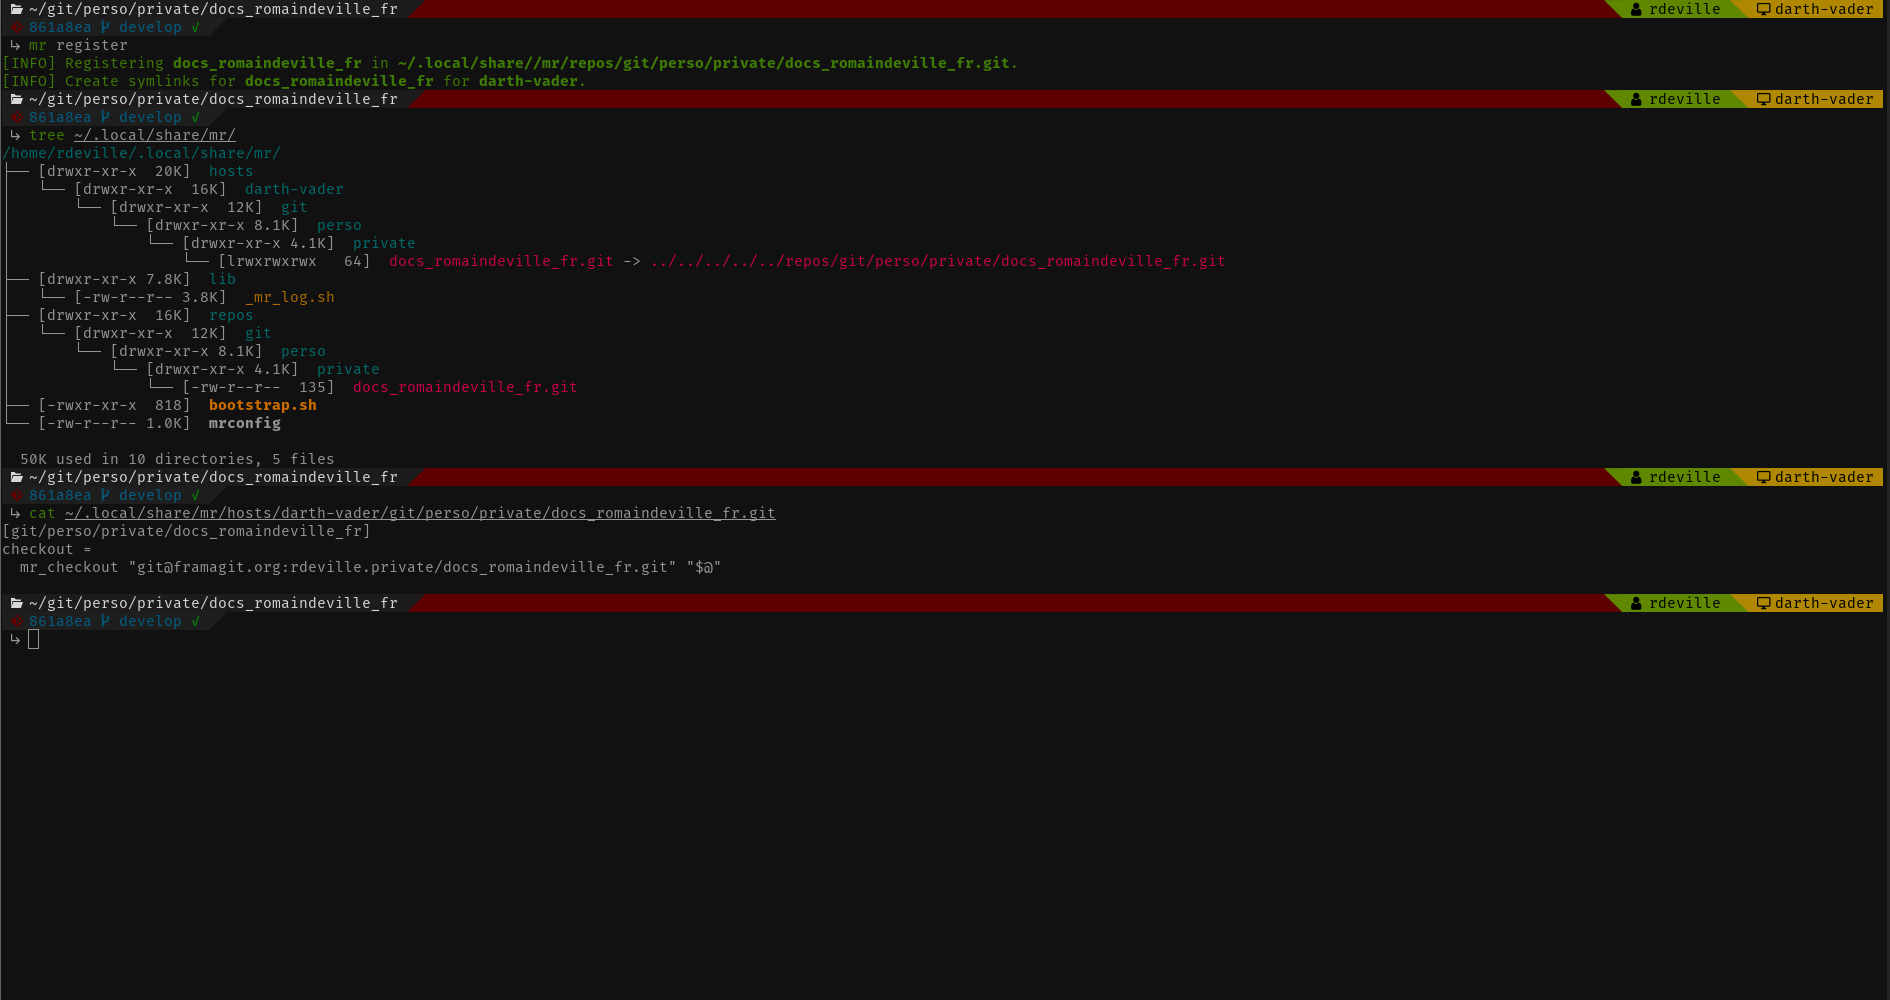 ~/git/perso/private/docs_romaindeville_fr rdeville darth-vader
861a8ea develop ✓
↳ mr register
[INFO] Registering docs_romaindeville_fr in ~/.local/share//mr/repos/git/perso/private/docs_romaindeville_fr.git.
[INFO] Create symlinks for docs_romaindeville_fr for darth-vader.
~/git/perso/private/docs_romaindeville_fr rdeville darth-vader
861a8ea develop ✓
↳ tree ~/.local/share/mr/
/home/rdeville/.local/share/mr/
├── [drwxr-xr-x  20K]  hosts
│   └── [drwxr-xr-x  16K]  darth-vader
│       └── [drwxr-xr-x  12K]  git
│           └── [drwxr-xr-x 8.1K]  perso
│               └── [drwxr-xr-x 4.1K]  private
│                   └── [lrwxrwxrwx   64]  docs_romaindeville_fr.git -> ../../../../../repos/git/perso/private/docs_romaindeville_fr.git
├── [drwxr-xr-x 7.8K]  lib
│   └── [-rw-r--r-- 3.8K]  _mr_log.sh
├── [drwxr-xr-x  16K]  repos
│   └── [drwxr-xr-x  12K]  git
│       └── [drwxr-xr-x 8.1K]  perso
│           └── [drwxr-xr-x 4.1K]  private
│               └── [-rw-r--r--  135]  docs_romaindeville_fr.git
├── [-rwxr-xr-x  818]  bootstrap.sh
└── [-rw-r--r-- 1.0K]  mrconfig
50K used in 10 directories, 5 files
~/git/perso/private/docs_romaindeville_fr rdeville darth-vader
861a8ea develop ✓
↳ cat ~/.local/share/mr/hosts/darth-vader/git/perso/private/docs_romaindeville_fr.git
[git/perso/private/docs_romaindeville_fr]
checkout =
  mr_checkout "git@framagit.org:rdeville.private/docs_romaindeville_fr.git" "$@"
~/git/perso/private/docs_romaindeville_fr rdeville darth-vader
861a8ea develop ✓
↳